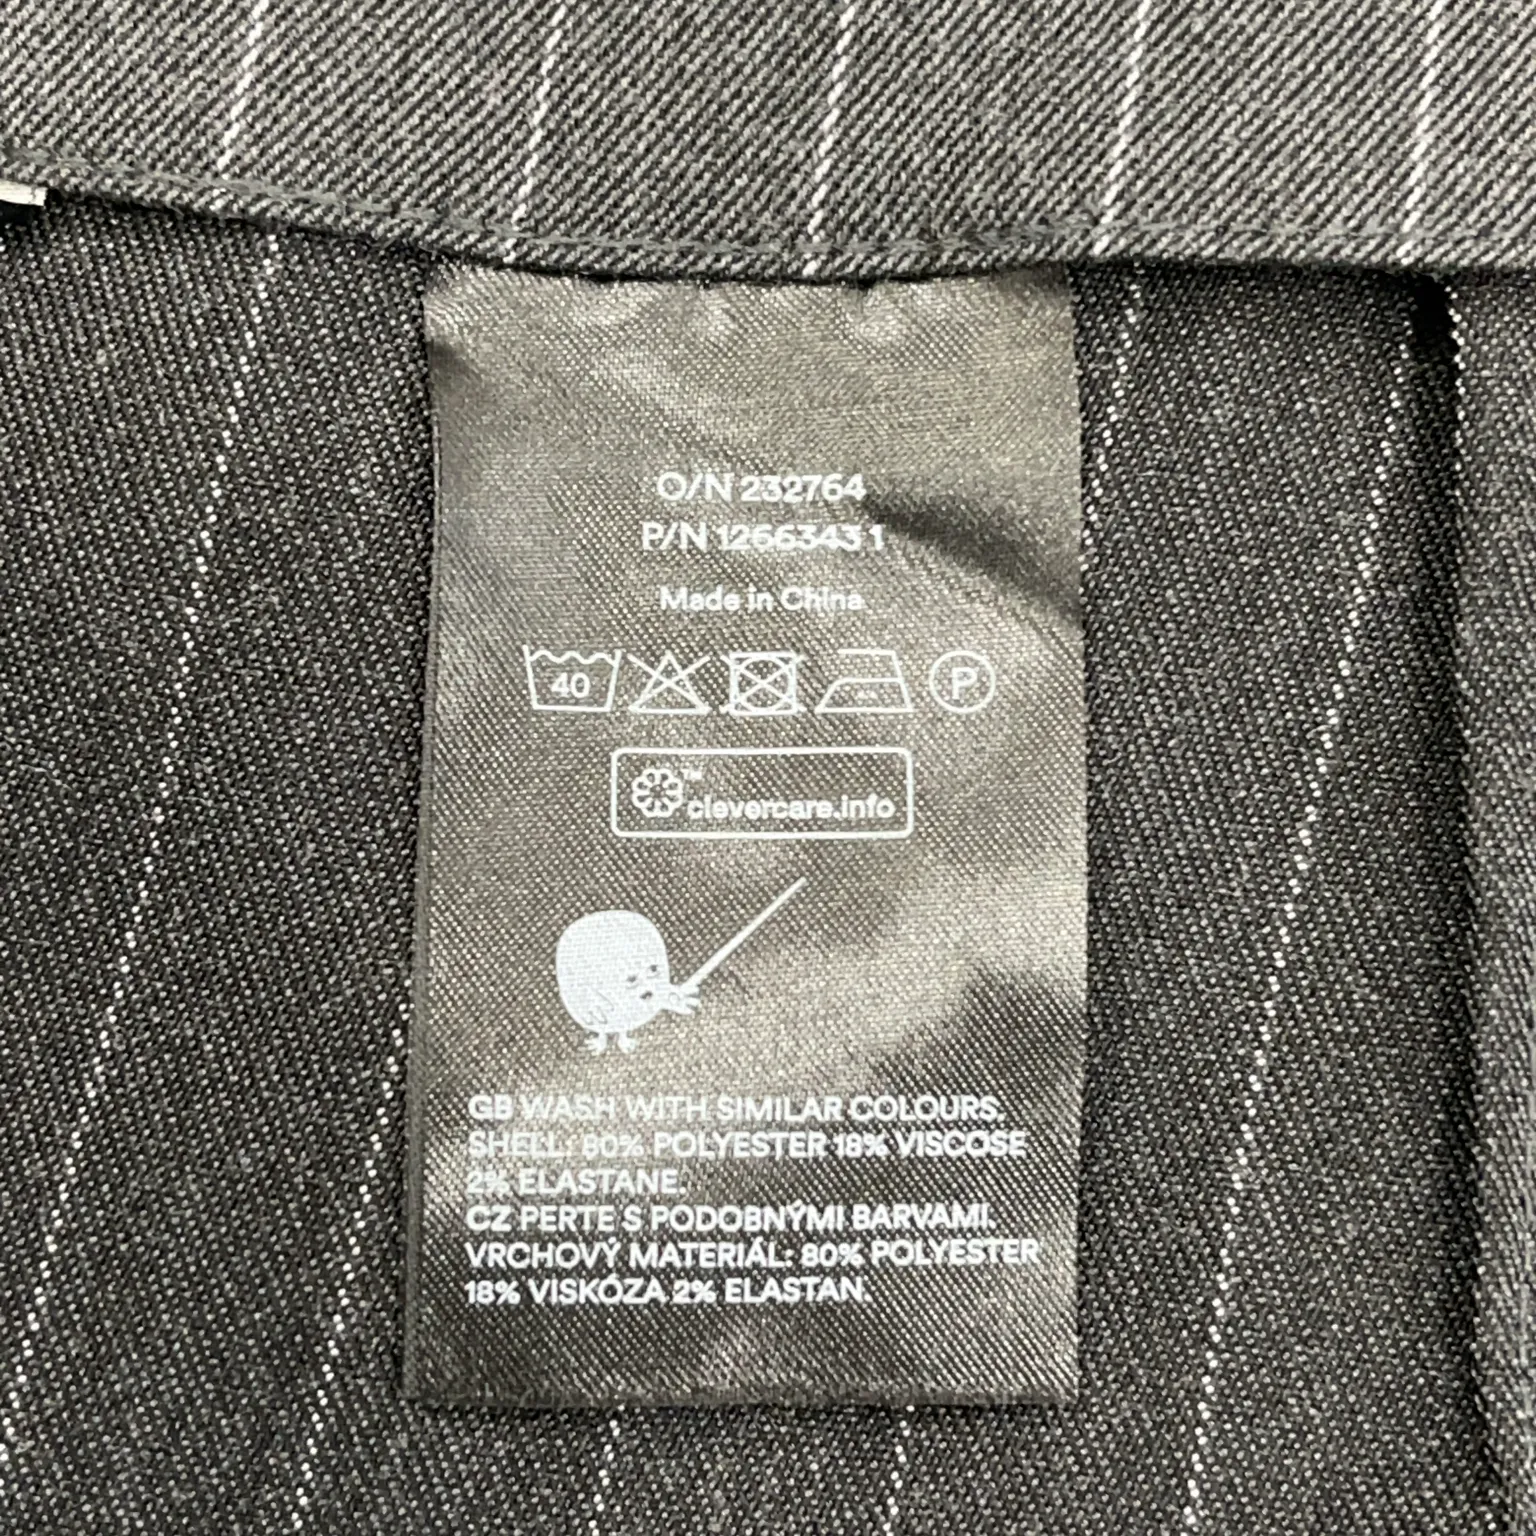 O/N 232764
P/N 1266343 1
Made in China
40 P
™
clevercare.info
GB WASH WITH SIMILAR COLOURS.
SHELL: 80% POLYESTER 18% VISCOSE
2% ELASTANE.
CZ PERTE S PODOBNÝMI BARVAMI.
VRCHOVÝ MATERIÁL: 80% POLYESTER
18% VISKÓZA 2% ELASTAN.